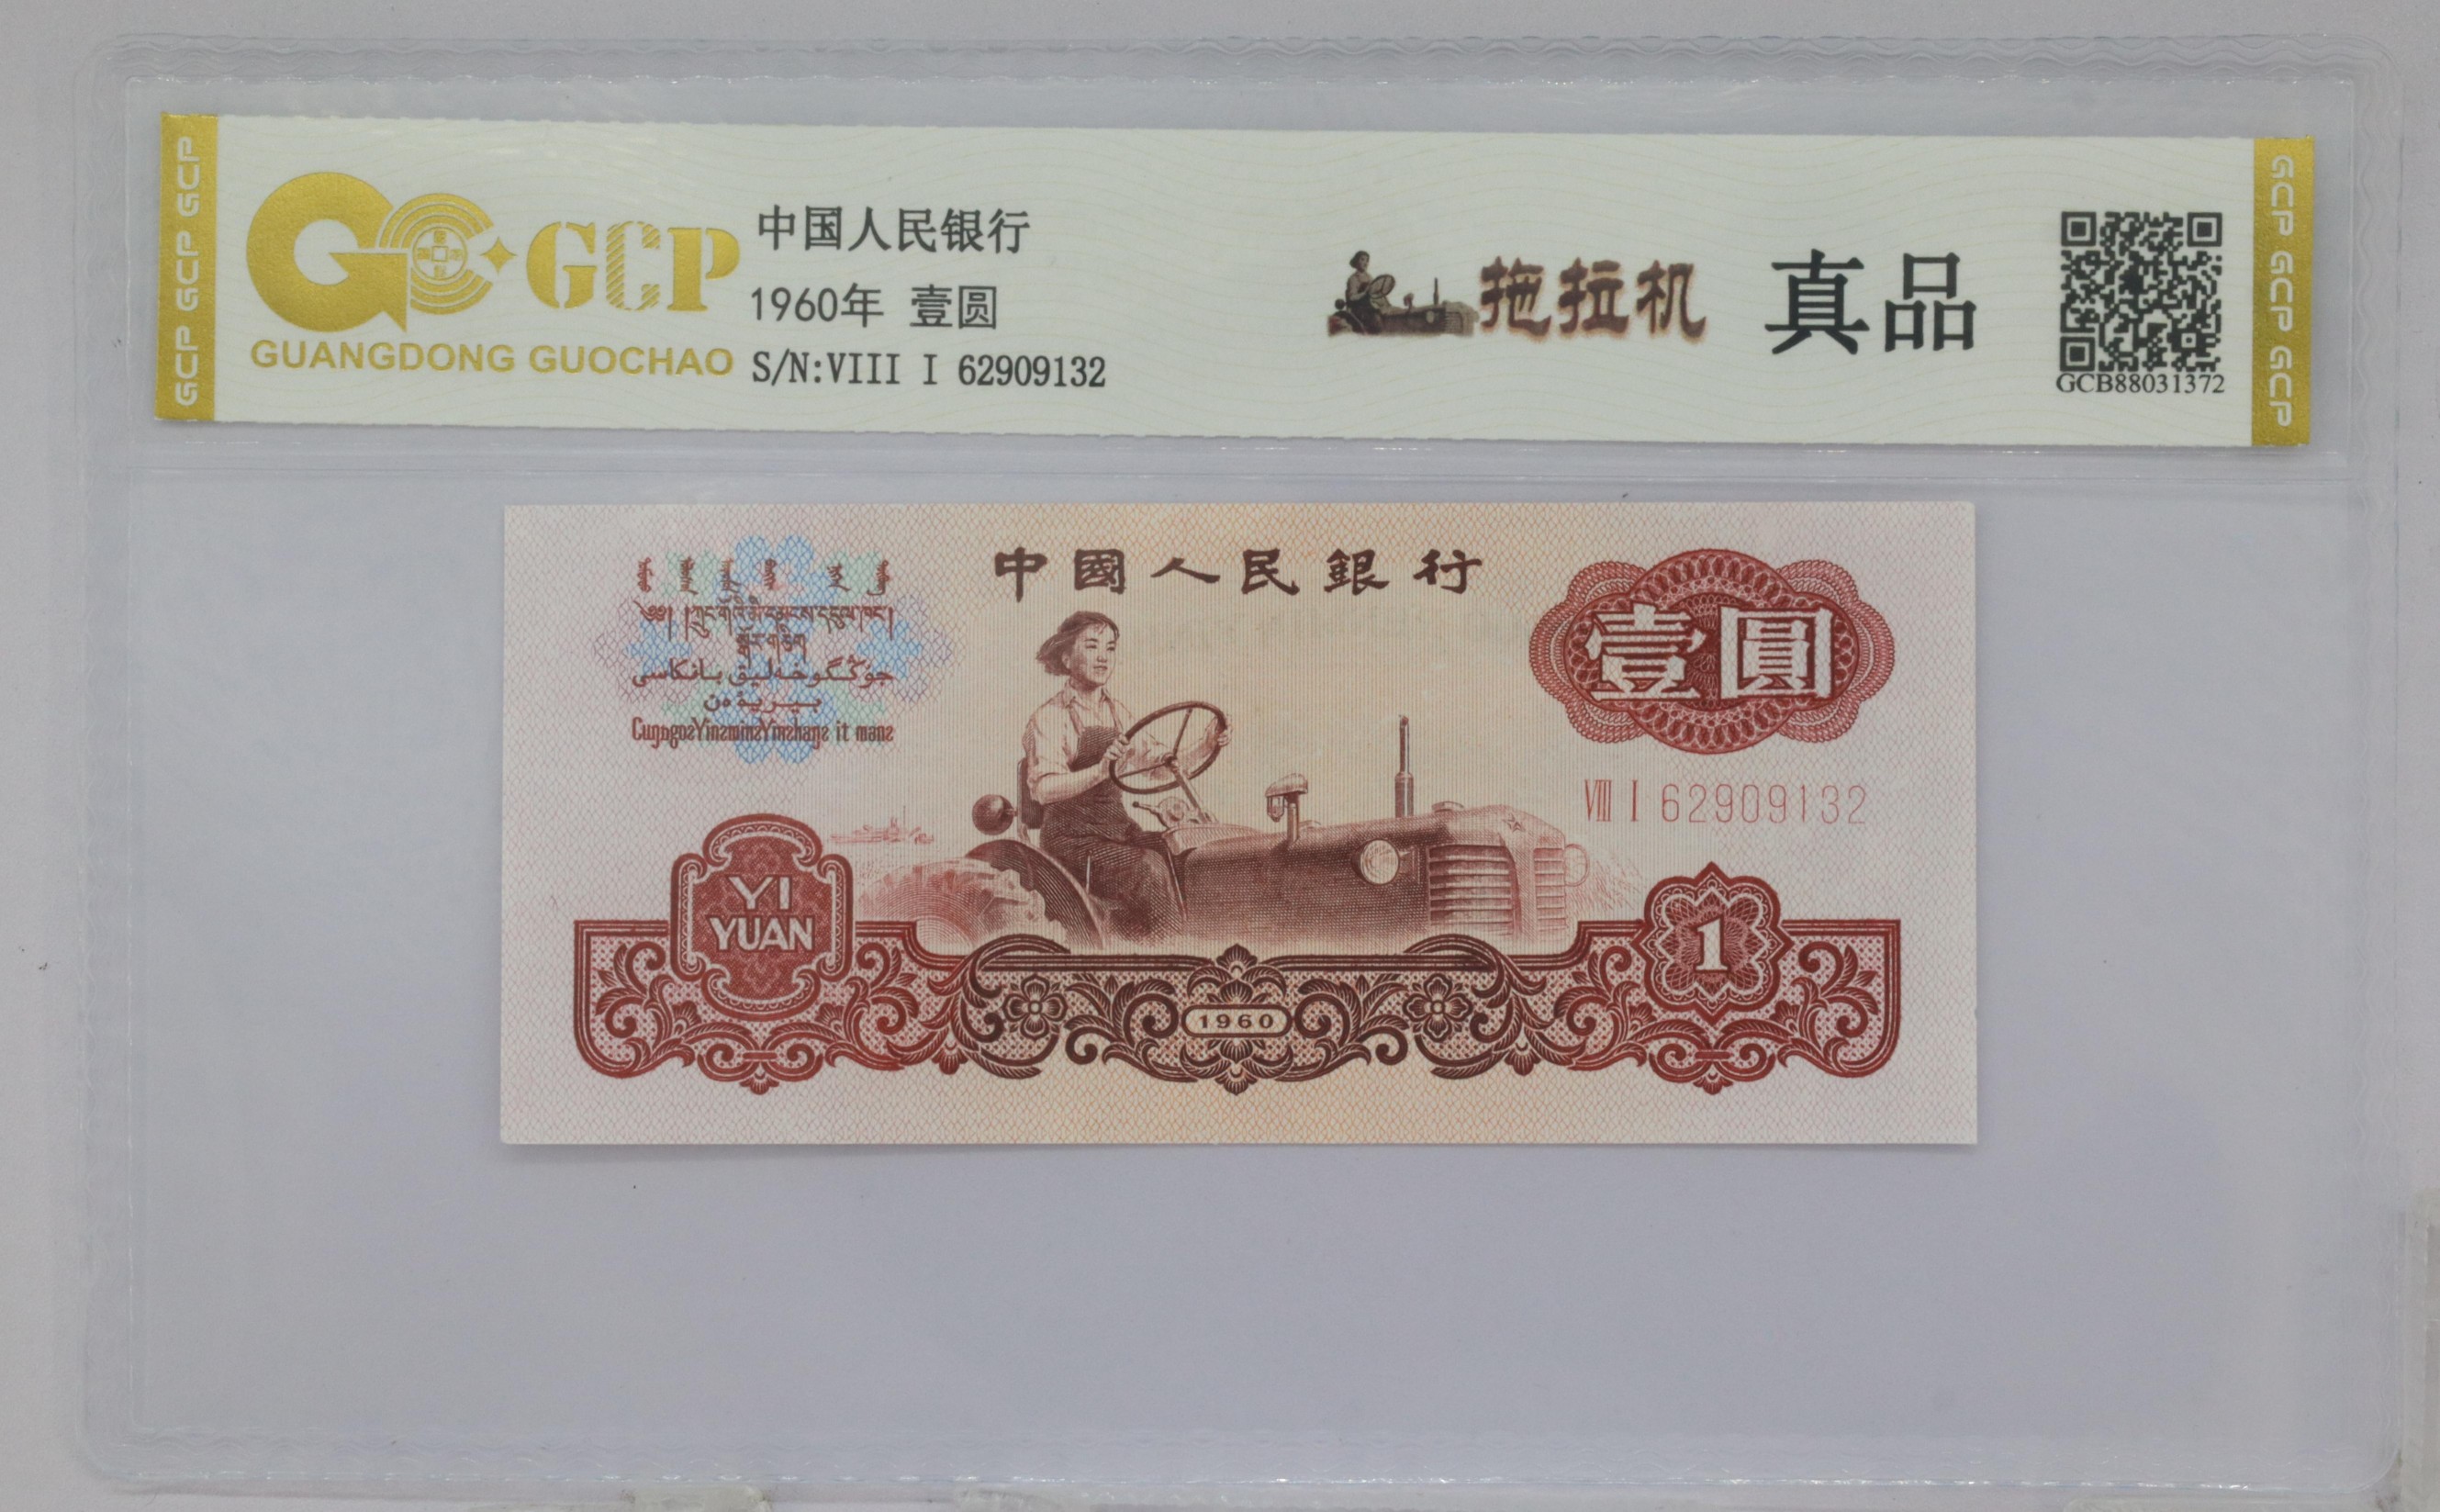 GCP GCP GCP
GCP
GUANGDONG GUOCHAO
中国人民银行
1960年 壹圆
S/N:VIII I 62909132
拖拉机
真品
GCB88031372
GCP GCP GCP
中國人民銀行
壹圓
VIII I 62909132
YI
YUAN
1960
1